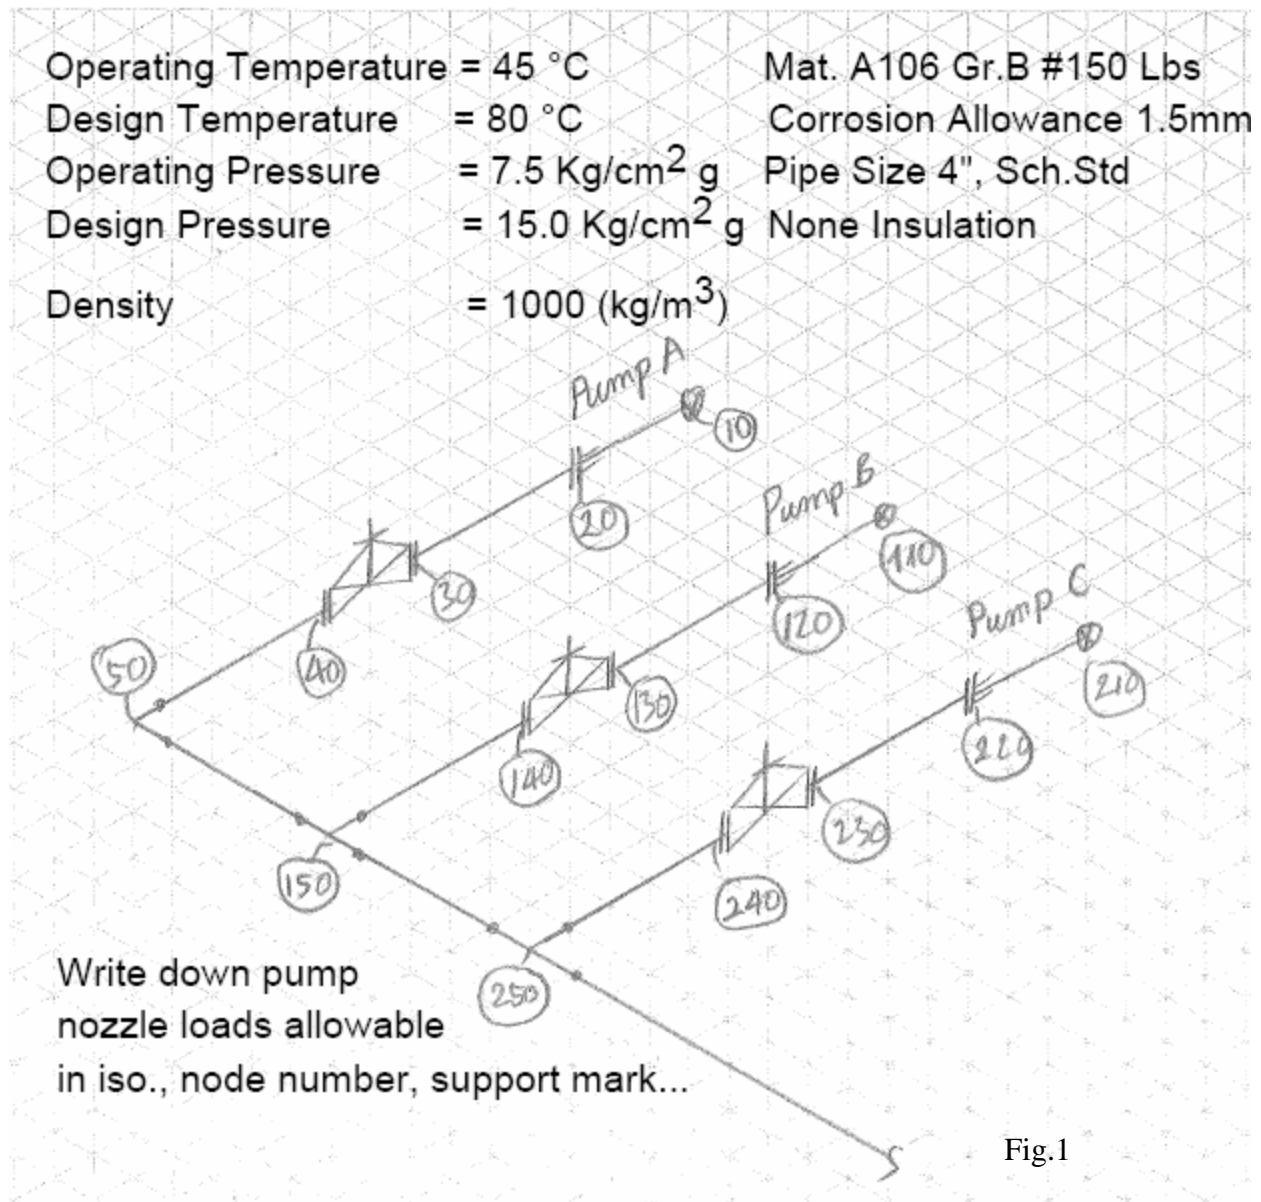 Operating Temperature = 45 °C
Mat. A106 Gr.B #150 Lbs
Design Temperature = 80 °C
Corrosion Allowance 1.5mm
Operating Pressure = 7.5 Kg/cm2 g
Pipe Size 4", Sch.Std
Design Pressure = 15.0 Kg/cm2 g
None Insulation
Density = 1000 (kg/m3)
Pump A
10
20
Pump B
110
30
120
Pump C
50
40
210
130
220
140
230
150
240
250
Write down pump
nozzle loads allowable
in iso., node number, support mark...
Fig.1